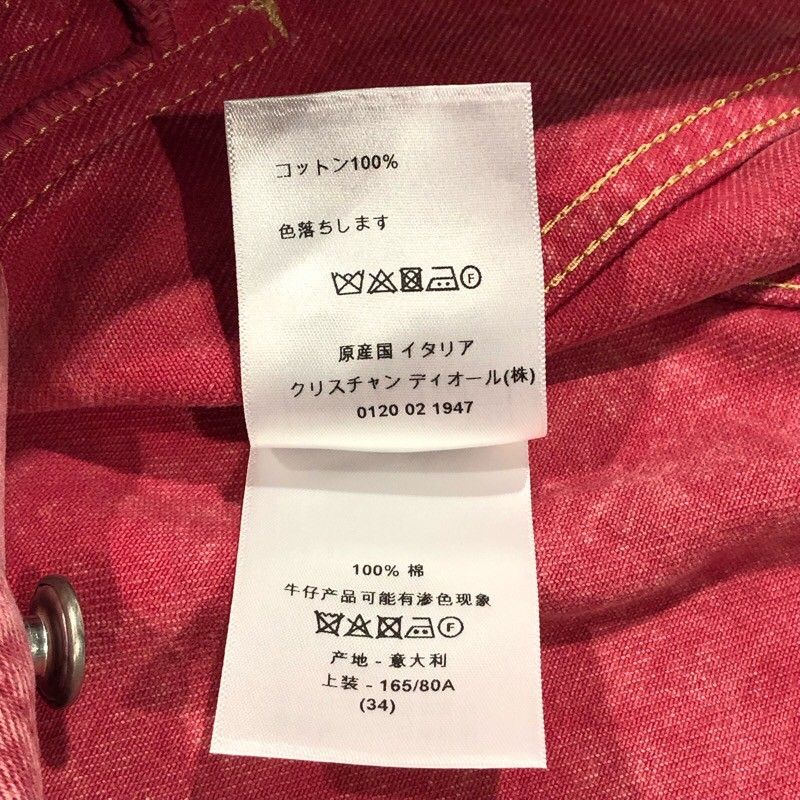 コットン100%
色落ちします
F
原産国 イタリア
クリスチャン ディオール(株)
0120 02 1947
100% 棉
牛仔产品可能有渗色现象
F
产地 - 意大利
上装 - 165/80A
(34)